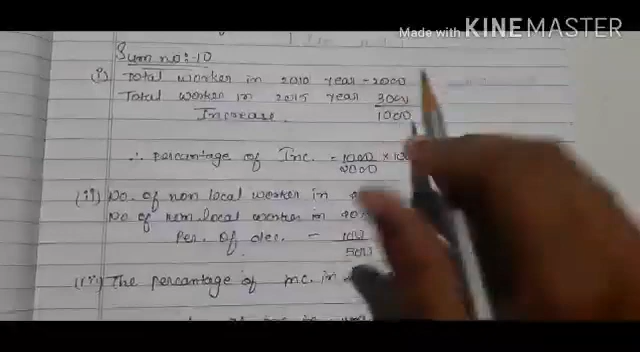 Made with KINEMASTER
Sum no:-10
(i) Total worker in 2010 year - 2000
Total worker in 2015 year 3000
Increase. 1000
∴ percentage of Inc. = 1000 × 10
2000
(ii) No. of non local worker in
No of non local worker in
Per. of dec. - 100
500
(iii) The percentage of inc. in